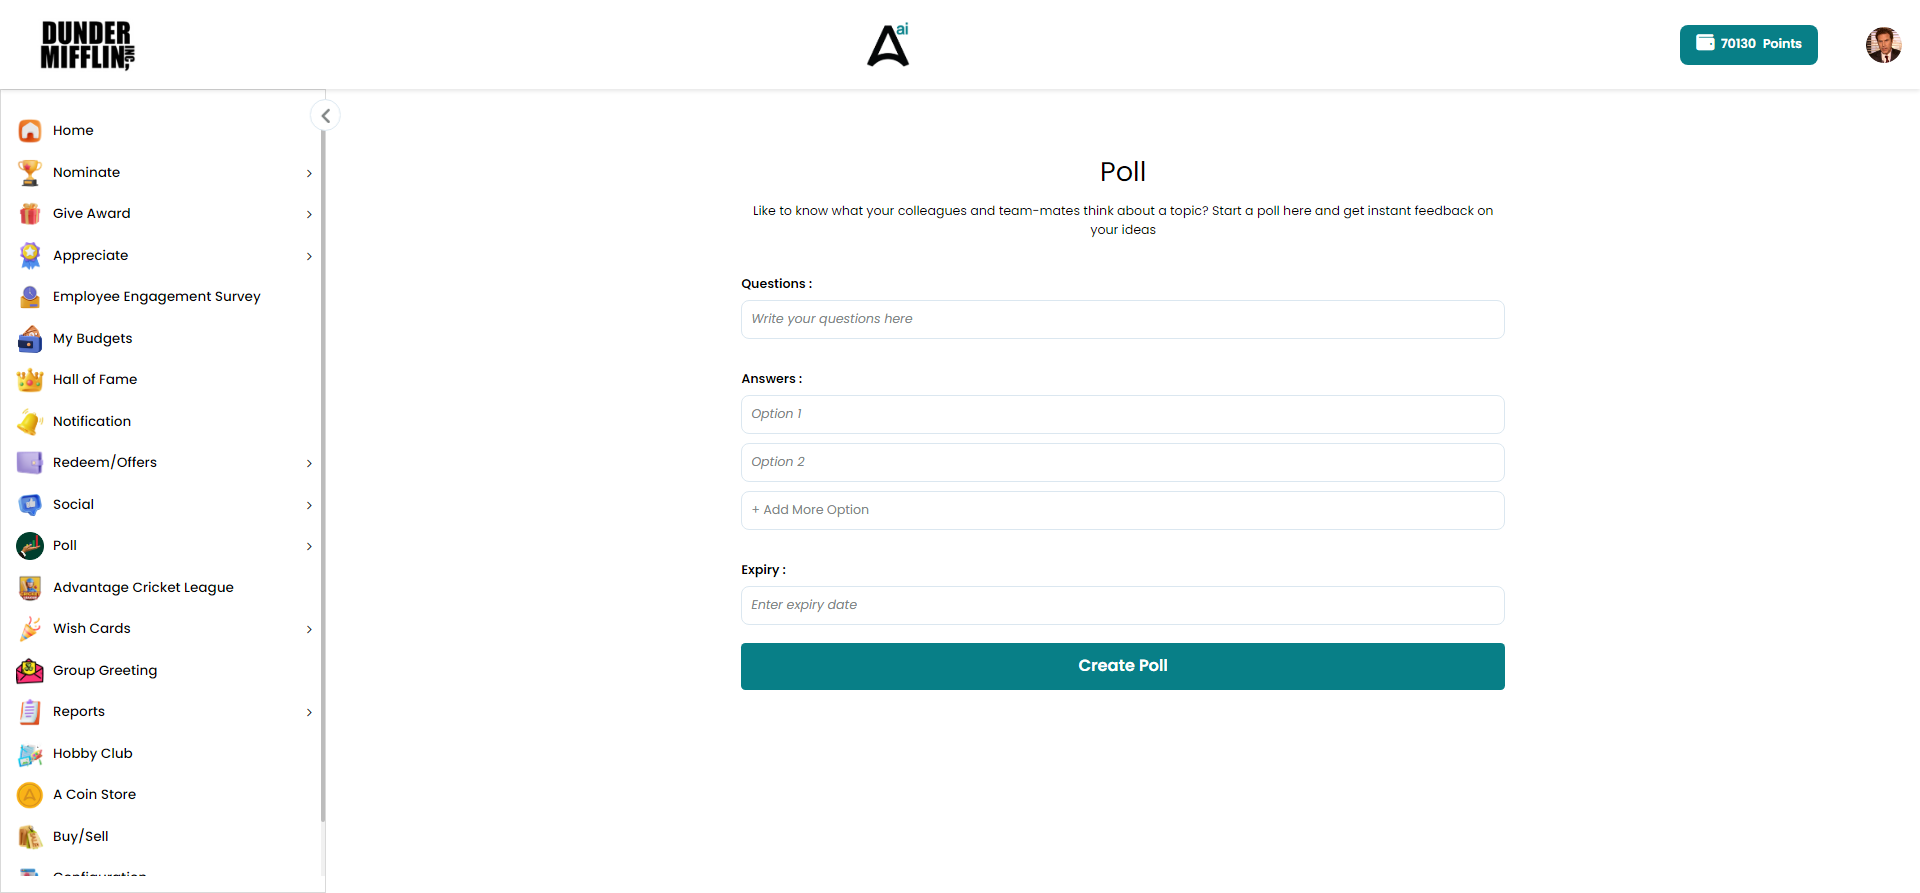 DUNDER
MIFFLIN INC,
ai
70130 Points
Home
Nominate
Give Award
Appreciate
Employee Engagement Survey
My Budgets
Hall of Fame
Notification
Redeem/Offers
Social
Poll
Advantage Cricket League
Wish Cards
Group Greeting
Reports
Hobby Club
A Coin Store
Buy/Sell
Configuration
Poll
Like to know what your colleagues and team-mates think about a topic? Start a poll here and get instant feedback on
your ideas
Questions :
Write your questions here
Answers :
Option 1
Option 2
+ Add More Option
Expiry :
Enter expiry date
Create Poll